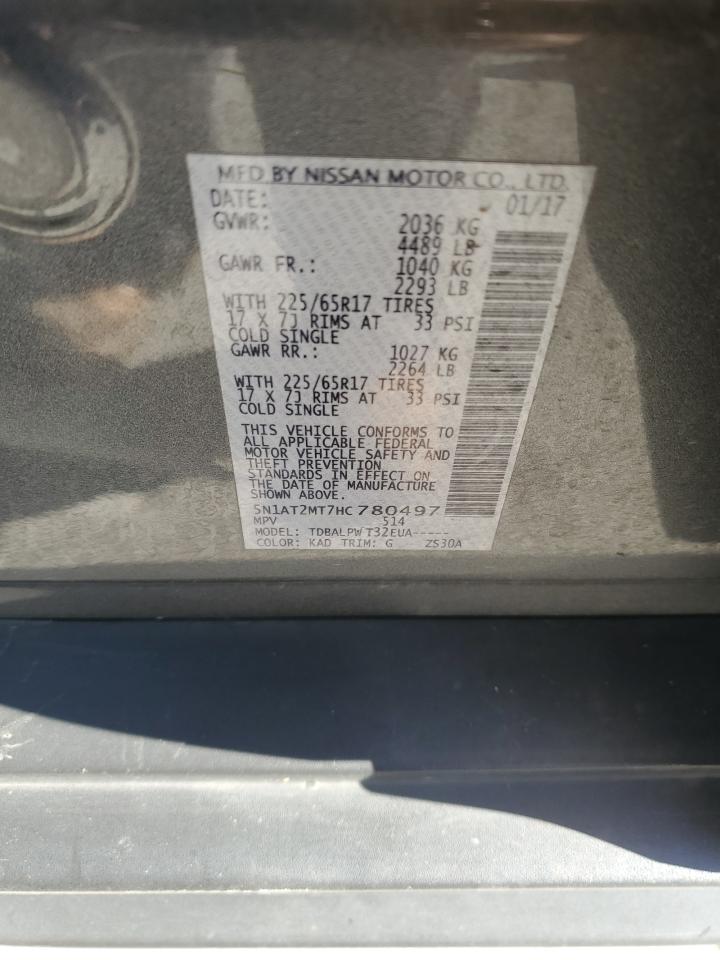 MFD BY NISSAN MOTOR CO., LTD.
DATE: 01/17
GVWR: 2036 KG
4489 LB
GAWR FR.: 1040 KG
2293 LB
WITH 225/65R17 TIRES
17 X 7J RIMS AT 33 PSI
COLD SINGLE
GAWR RR.: 1027 KG
2264 LB
WITH 225/65R17 TIRES
17 X 7J RIMS AT 33 PSI
COLD SINGLE
THIS VEHICLE CONFORMS TO
ALL APPLICABLE FEDERAL
MOTOR VEHICLE SAFETY AND
THEFT PREVENTION
STANDARDS IN EFFECT ON
THE DATE OF MANUFACTURE
SHOWN ABOVE.
5N1AT2MT7HC780497
MPV 514
MODEL: TDBALPWT32EUA-----
COLOR: KAD TRIM: G ZS30A